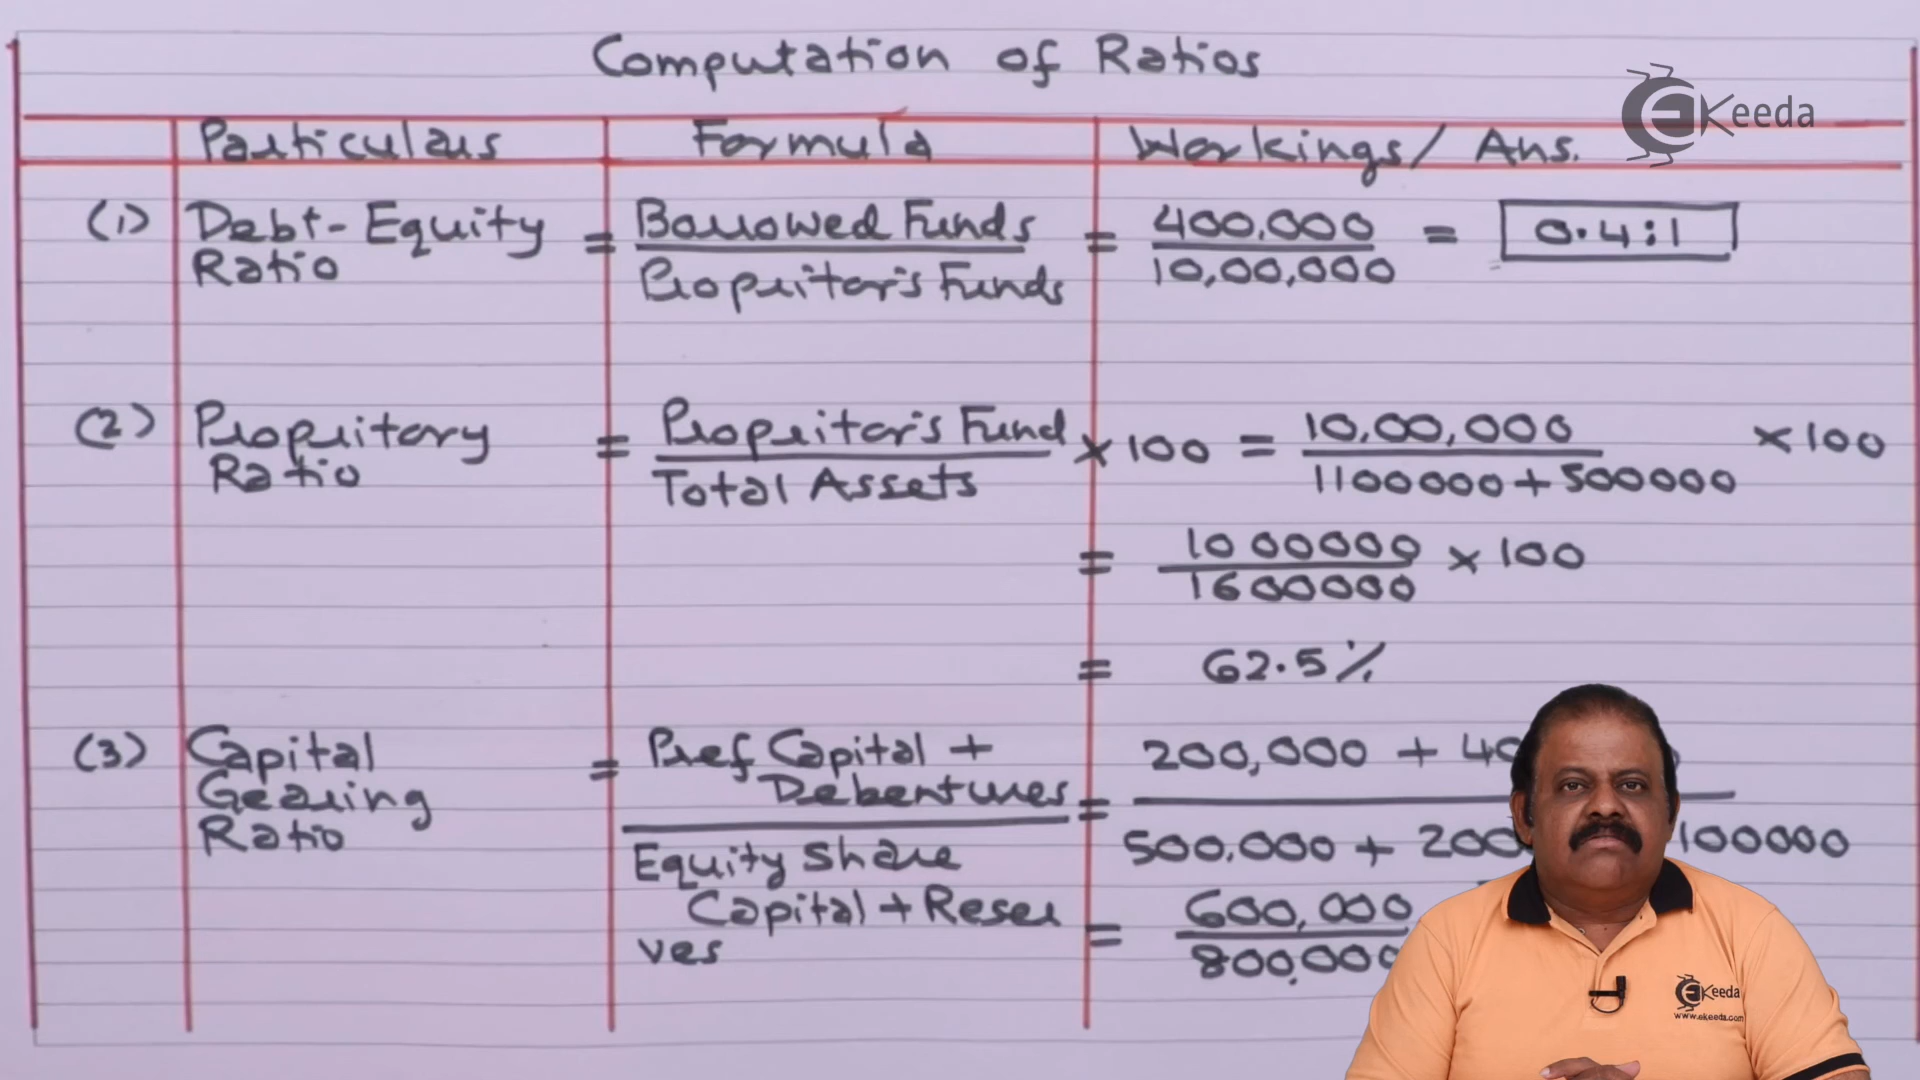 Computation of Ratios
EKeeda
Particulars Formula Workings/ Ans.
(1) Debt-Equity Ratio = Borrowed Funds / Propritor's Funds = 400,000 / 10,00,000 = 0.4:1
(2) Propritory Ratio = Propritor's Fund / Total Assets × 100 = 10,00,000 / 1100000 + 500000 × 100
= 1000000 / 1600000 × 100
= 62.5%
(3) Capital Gearing Ratio = Pref Capital + Debentures / Equity Share Capital + Reserves = 200,000 + / 500,000 + 100000
= 600,000 / 800,000
EKeeda
www.ekeeda.com